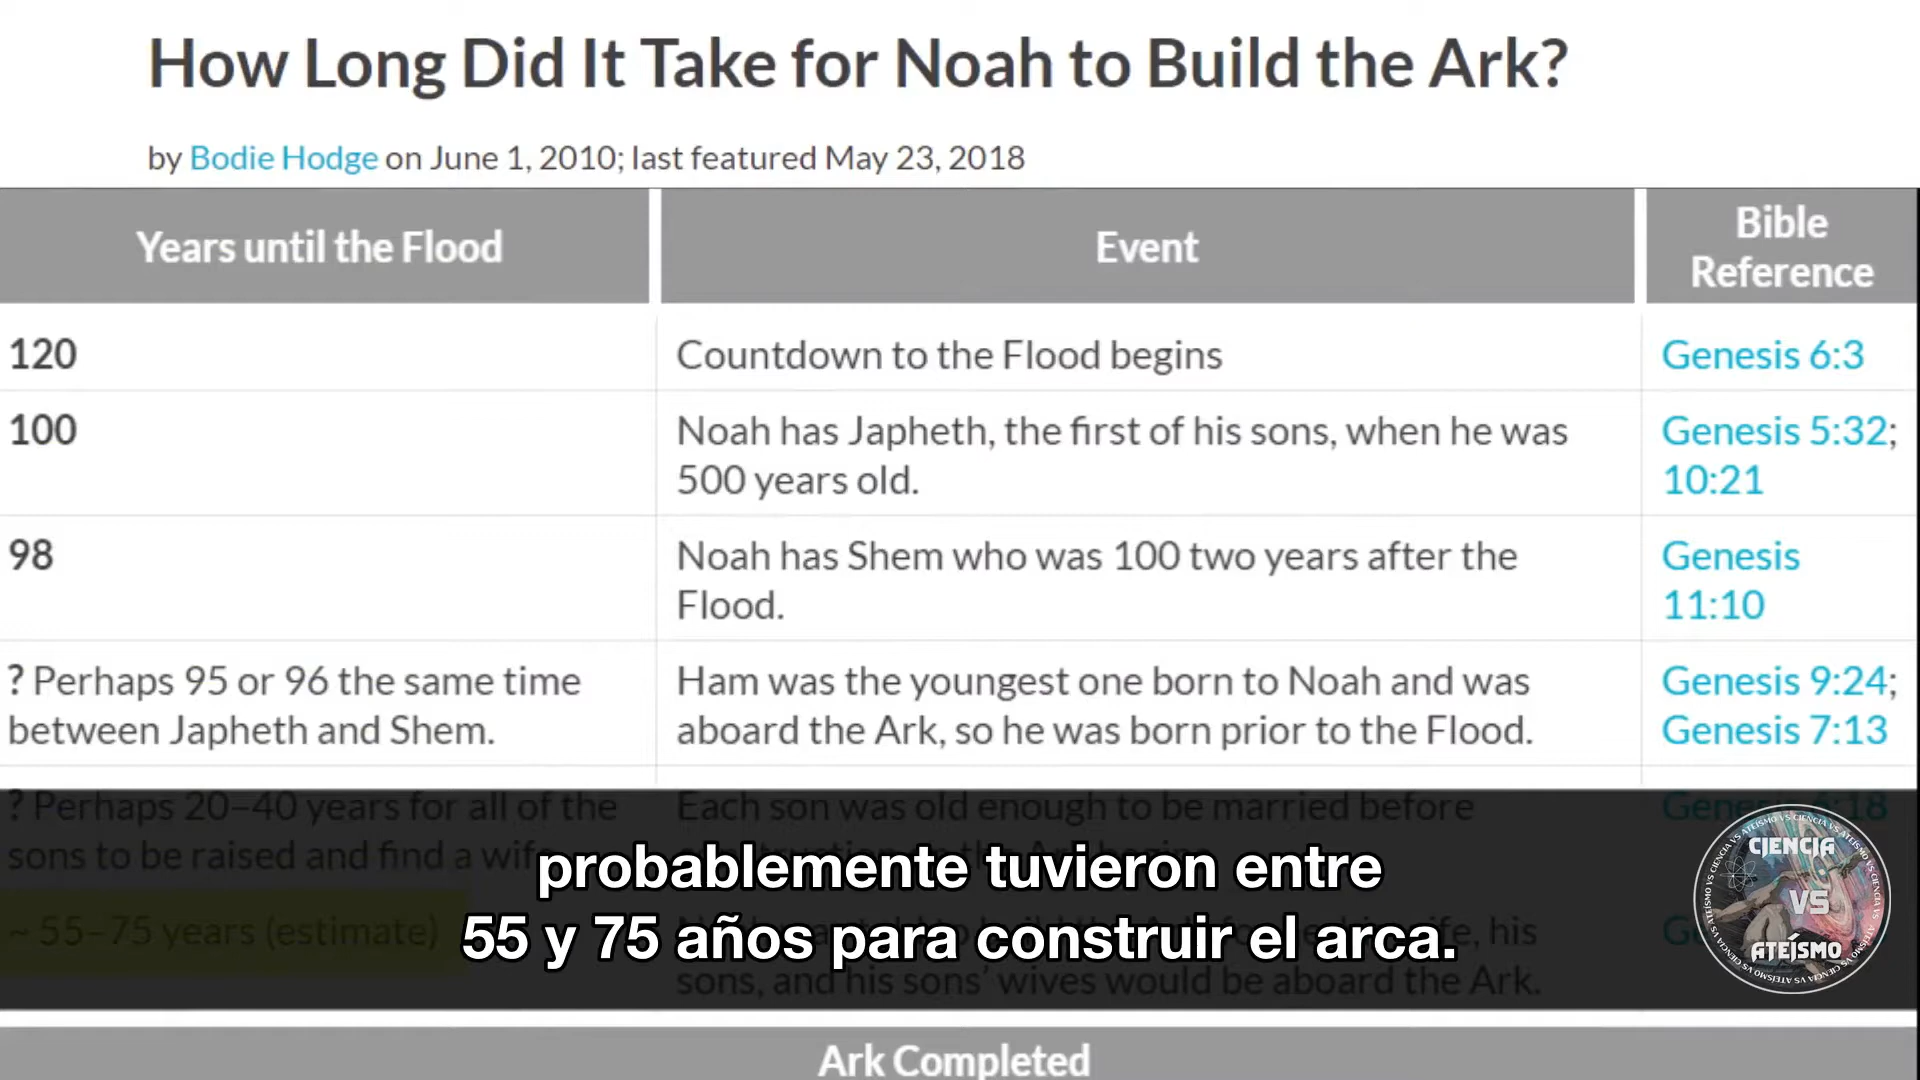 How Long Did It Take for Noah to Build the Ark?
by Bodie Hodge on June 1, 2010; last featured May 23, 2018
Years until the Flood
Event
Bible
Reference
120
Countdown to the Flood begins
Genesis 6:3
100
Noah has Japheth, the first of his sons, when he was
500 years old.
Genesis 5:32;
10:21
98
Noah has Shem who was 100 two years after the
Flood.
Genesis
11:10
? Perhaps 95 or 96 the same time
between Japheth and Shem.
Ham was the youngest one born to Noah and was
aboard the Ark, so he was born prior to the Flood.
Genesis 9:24;
Genesis 7:13
? Perhaps 20–40 years for all of the
sons to be raised and find a wife
Each son was old enough to be married before
Genesis 6:18
~ 55–75 years (estimate)
his
sons, and his sons' wives would be aboard the Ark.
probablemente tuvieron entre
55 y 75 años para construir el arca.
CIENCIA
VS
ATEÍSMO
Ark Completed